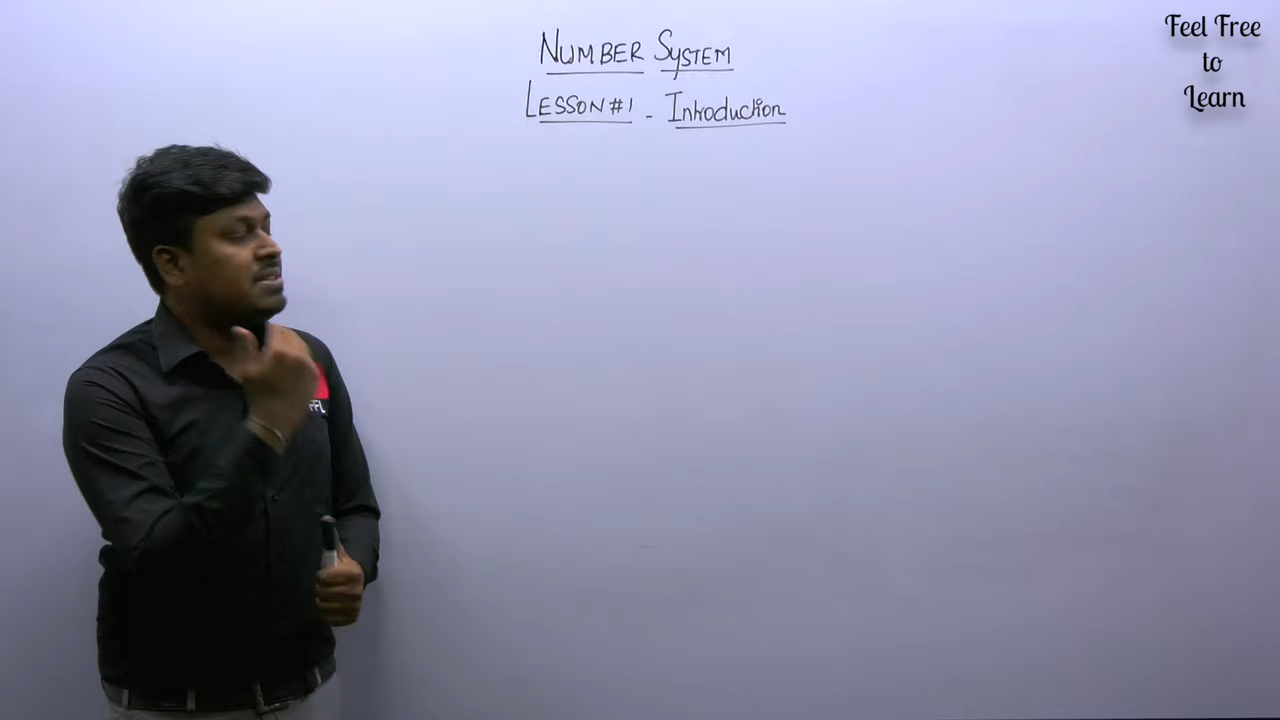 NUMBER SYSTEM
LESSON #1 - Introduction
Feel Free
to
Learn